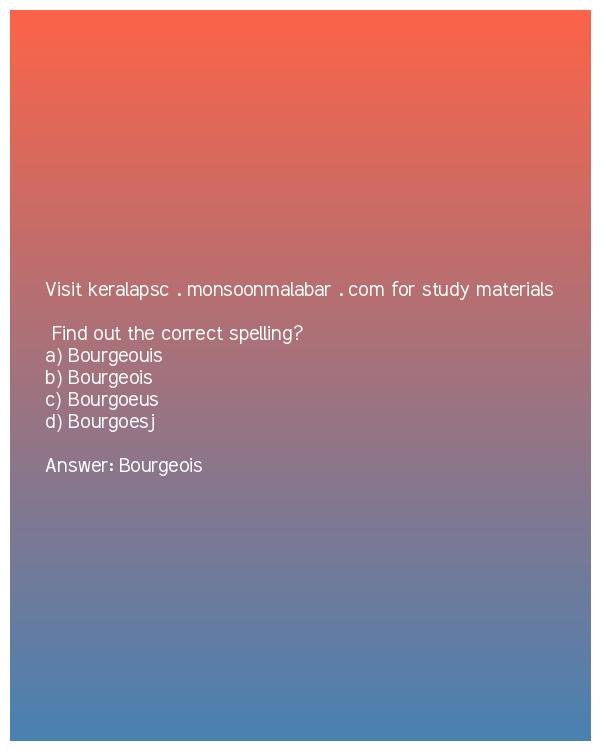 Visit keralapsc . monsoonmalabar . com for study materials
Find out the correct spelling?
a) Bourgeouis
b) Bourgeois
c) Bourgoeus
d) Bourgoesj
Answer: Bourgeois